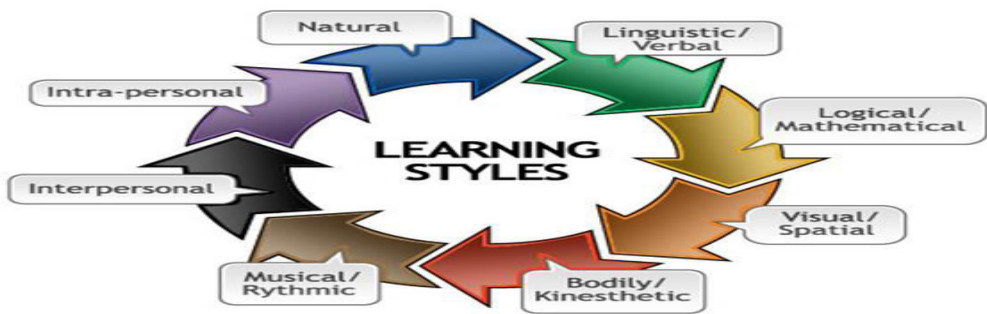 Natural
Linguistic/
Verbal
Intra-personal
Logical/
Mathematical
LEARNING
STYLES
Interpersonal
Visual/
Spatial
Musical/
Rythmic
Bodily/
Kinesthetic